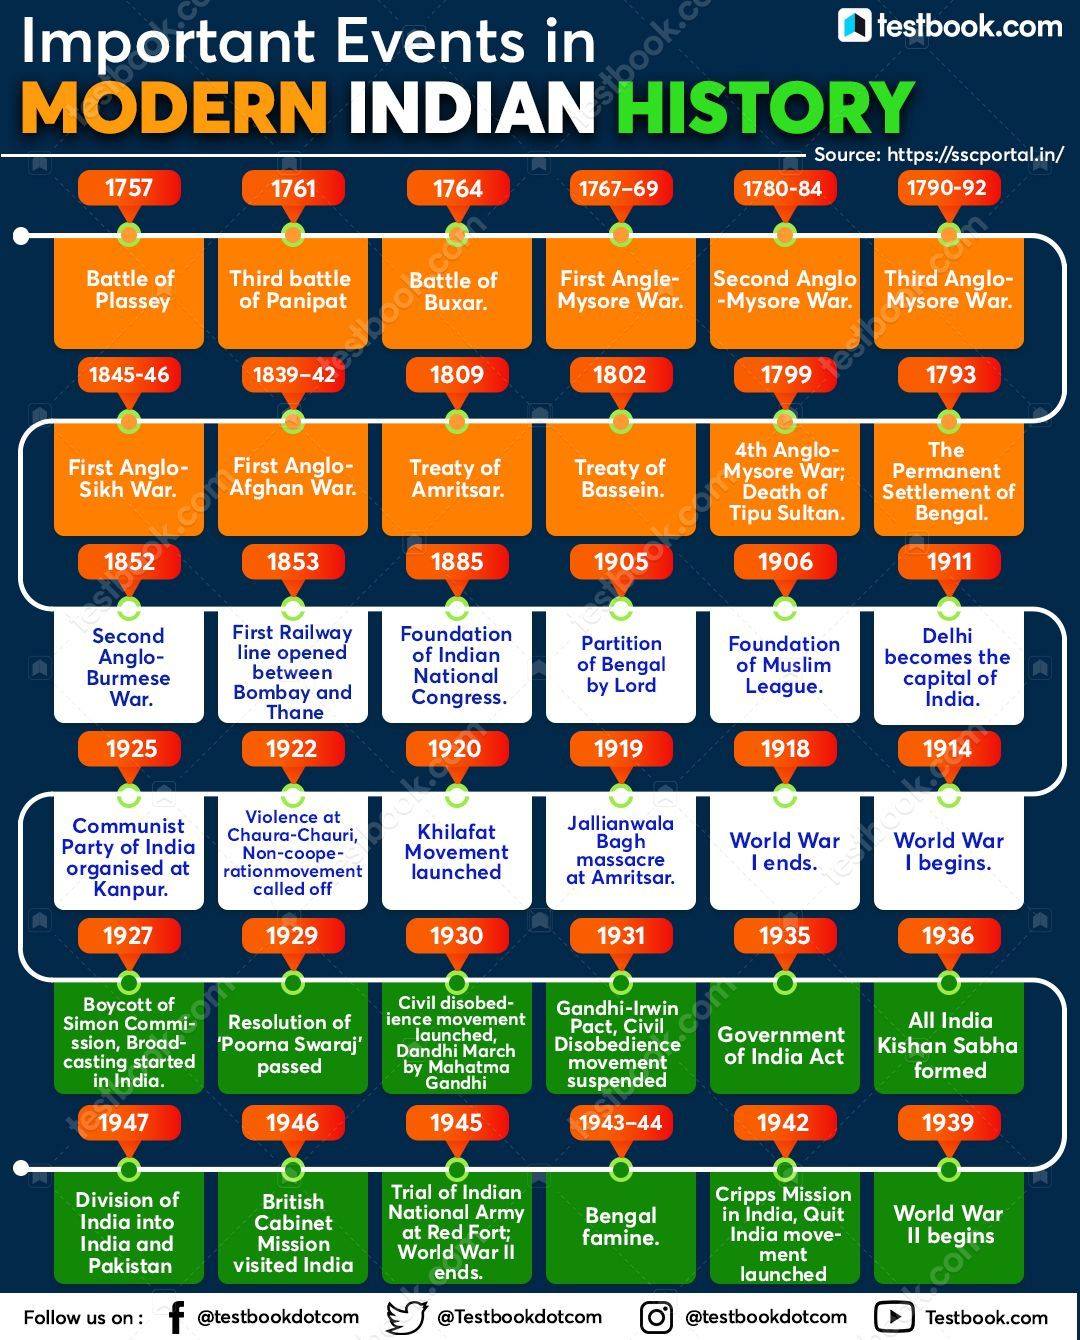 Important Events in
testbook.com
MODERN INDIAN HISTORY
Source: https://sscportal.in/
1757
1761
1764
1767–69
1780-84
1790-92
Battle of
Plassey
Third battle
of Panipat
Battle of
Buxar.
First Angle-
Mysore War.
Second Anglo
-Mysore War.
Third Anglo-
Mysore War.
1845-46
1839–42
1809
1802
1799
1793
First Anglo-
Sikh War.
First Anglo-
Afghan War.
Treaty of
Amritsar.
Treaty of
Bassein.
4th Anglo-
Mysore War;
Death of
Tipu Sultan.
The
Permanent
Settlement of
Bengal.
1852
1853
1885
1905
1906
1911
Second
Anglo-
Burmese
War.
First Railway
line opened
between
Bombay and
Thane
Foundation
of Indian
National
Congress.
Partition
of Bengal
by Lord
Foundation
of Muslim
League.
Delhi
becomes the
capital of
India.
1925
1922
1920
1919
1918
1914
Communist
Party of India
organised at
Kanpur.
Violence at
Chaura-Chauri,
Non-coope-
rationmovement
called off
Khilafat
Movement
launched
Jallianwala
Bagh
massacre
at Amritsar.
World War
I ends.
World War
I begins.
1927
1929
1930
1931
1935
1936
Boycott of
Simon Commi-
ssion, Broad-
casting started
in India.
Resolution of
'Poorna Swaraj'
passed
Civil disobed-
ience movement
launched,
Dandhi March
by Mahatma
Gandhi
Gandhi-Irwin
Pact, Civil
Disobedience
movement
suspended
Government
of India Act
All India
Kishan Sabha
formed
1947
1946
1945
1943–44
1942
1939
Division of
India into
India and
Pakistan
British
Cabinet
Mission
visited India
Trial of Indian
National Army
at Red Fort;
World War II
ends.
Bengal
famine.
Cripps Mission
in India, Quit
India move-
ment
launched
World War
II begins
Follow us on :
@testbookdotcom
@Testbookdotcom
@testbookdotcom
Testbook.com